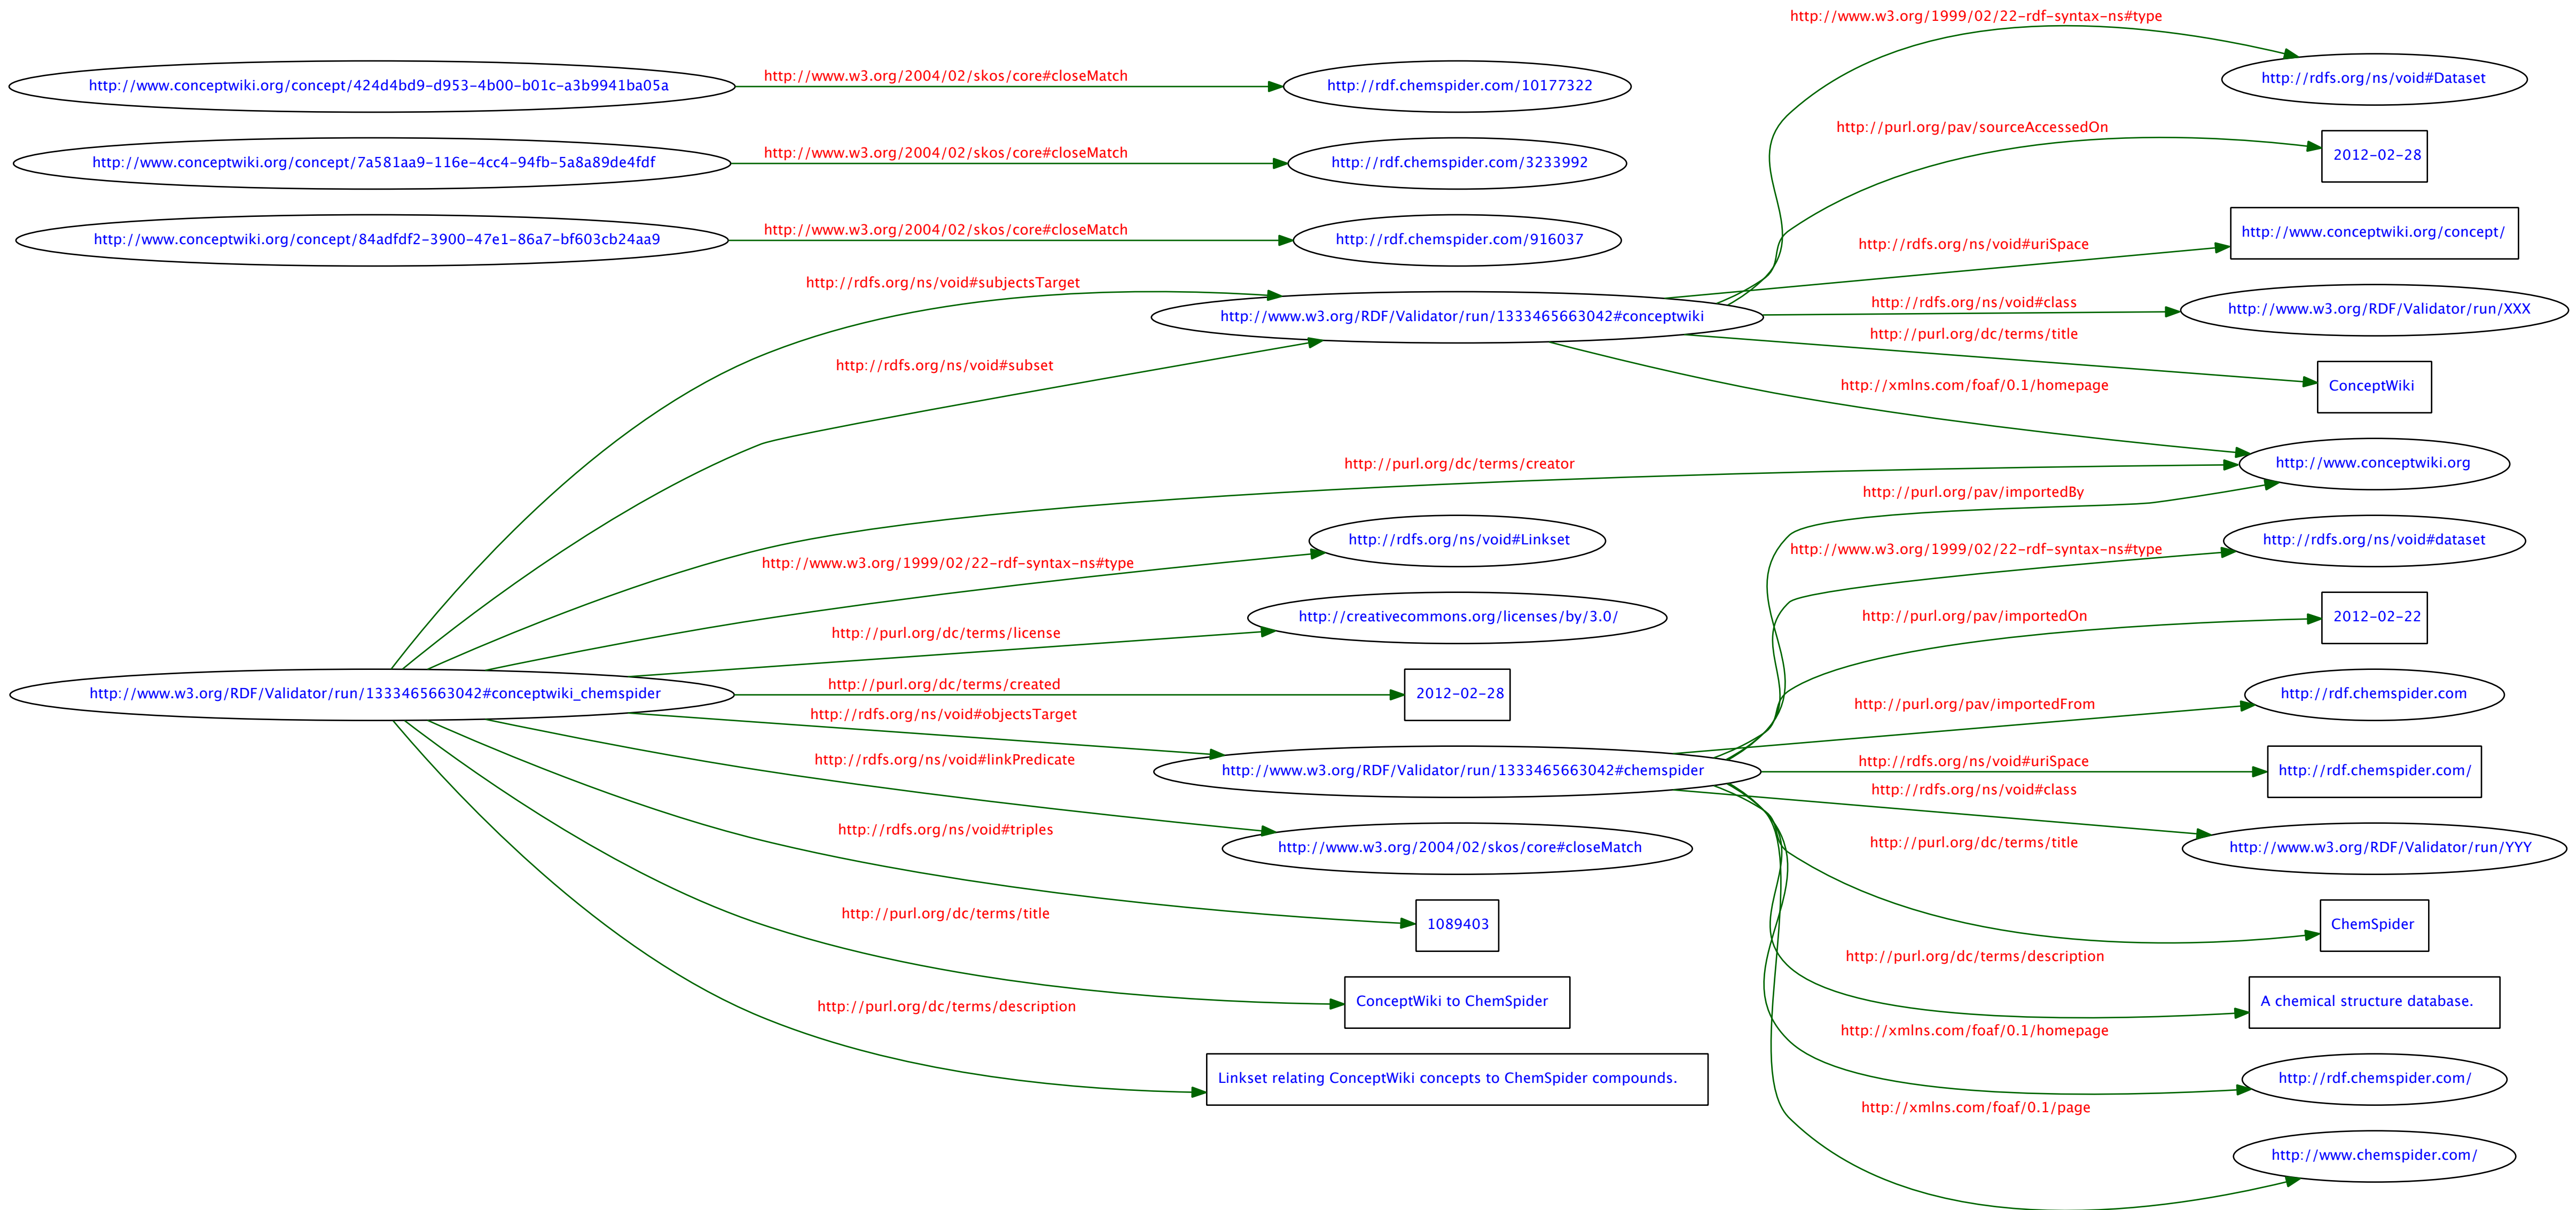 http://www.w3.org/1999/02/22-rdf-syntax-ns#type
http://www.conceptwiki.org/concept/424d4bd9-d953-4b00-b01c-a3b9941ba05a
http://www.w3.org/2004/02/skos/core#closeMatch
http://rdf.chemspider.com/10177322
http://rdfs.org/ns/void#Dataset
http://purl.org/pav/sourceAccessedOn
2012-02-28
http://www.conceptwiki.org/concept/7a581aa9-116e-4cc4-94fb-5a8a89de4fdf
http://www.w3.org/2004/02/skos/core#closeMatch
http://rdf.chemspider.com/3233992
http://www.conceptwiki.org/concept/84adfdf2-3900-47e1-86a7-bf603cb24aa9
http://www.w3.org/2004/02/skos/core#closeMatch
http://rdf.chemspider.com/916037
http://rdfs.org/ns/void#uriSpace
http://www.conceptwiki.org/concept/
http://rdfs.org/ns/void#subjectsTarget
http://www.w3.org/RDF/Validator/run/1333465663042#conceptwiki
http://rdfs.org/ns/void#class
http://www.w3.org/RDF/Validator/run/XXX
http://purl.org/dc/terms/title
ConceptWiki
http://rdfs.org/ns/void#subset
http://xmlns.com/foaf/0.1/homepage
http://purl.org/dc/terms/creator
http://www.conceptwiki.org
http://purl.org/pav/importedBy
http://rdfs.org/ns/void#Linkset
http://www.w3.org/1999/02/22-rdf-syntax-ns#type
http://rdfs.org/ns/void#dataset
http://www.w3.org/1999/02/22-rdf-syntax-ns#type
http://creativecommons.org/licenses/by/3.0/
http://purl.org/pav/importedOn
2012-02-22
http://purl.org/dc/terms/license
http://www.w3.org/RDF/Validator/run/1333465663042#conceptwiki_chemspider
http://purl.org/dc/terms/created
2012-02-28
http://purl.org/pav/importedFrom
http://rdf.chemspider.com
http://rdfs.org/ns/void#objectsTarget
http://rdfs.org/ns/void#linkPredicate
http://www.w3.org/RDF/Validator/run/1333465663042#chemspider
http://rdfs.org/ns/void#uriSpace
http://rdf.chemspider.com/
http://rdfs.org/ns/void#class
http://www.w3.org/RDF/Validator/run/YYY
http://rdfs.org/ns/void#triples
http://www.w3.org/2004/02/skos/core#closeMatch
http://purl.org/dc/terms/title
http://purl.org/dc/terms/title
1089403
ChemSpider
http://purl.org/dc/terms/description
http://purl.org/dc/terms/description
ConceptWiki to ChemSpider
A chemical structure database.
http://xmlns.com/foaf/0.1/homepage
Linkset relating ConceptWiki concepts to ChemSpider compounds.
http://rdf.chemspider.com/
http://xmlns.com/foaf/0.1/page
http://www.chemspider.com/